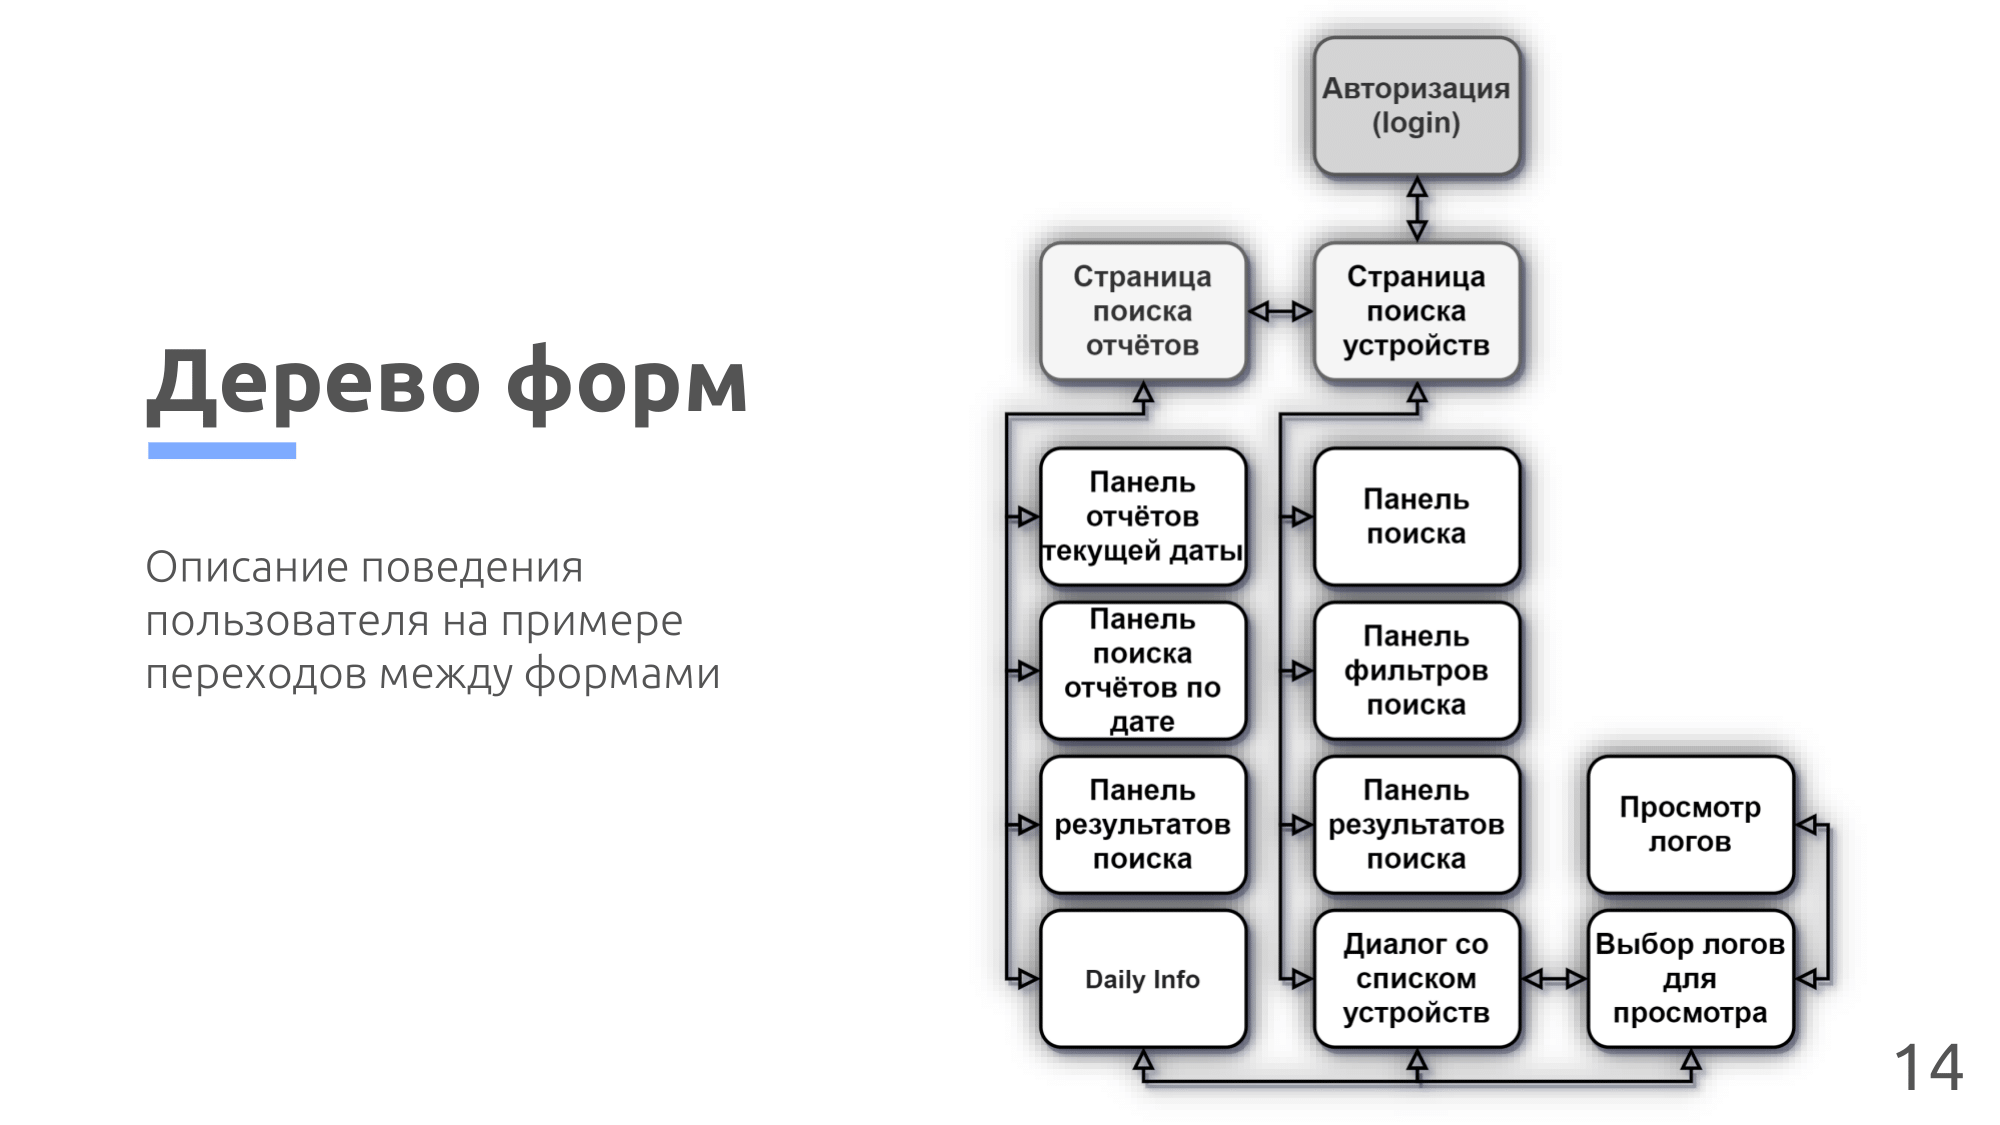 Дерево форм
Описание поведения
пользователя на примере
переходов между формами
Авторизация
(login)
Страница
поиска
отчётов
Страница
поиска
устройств
Панель
отчётов
текущей даты
Панель
поиска
Панель
поиска
отчётов по
дате
Панель
фильтров
поиска
Панель
результатов
поиска
Панель
результатов
поиска
Просмотр
логов
Daily Info
Диалог со
списком
устройств
Выбор логов
для
просмотра
14